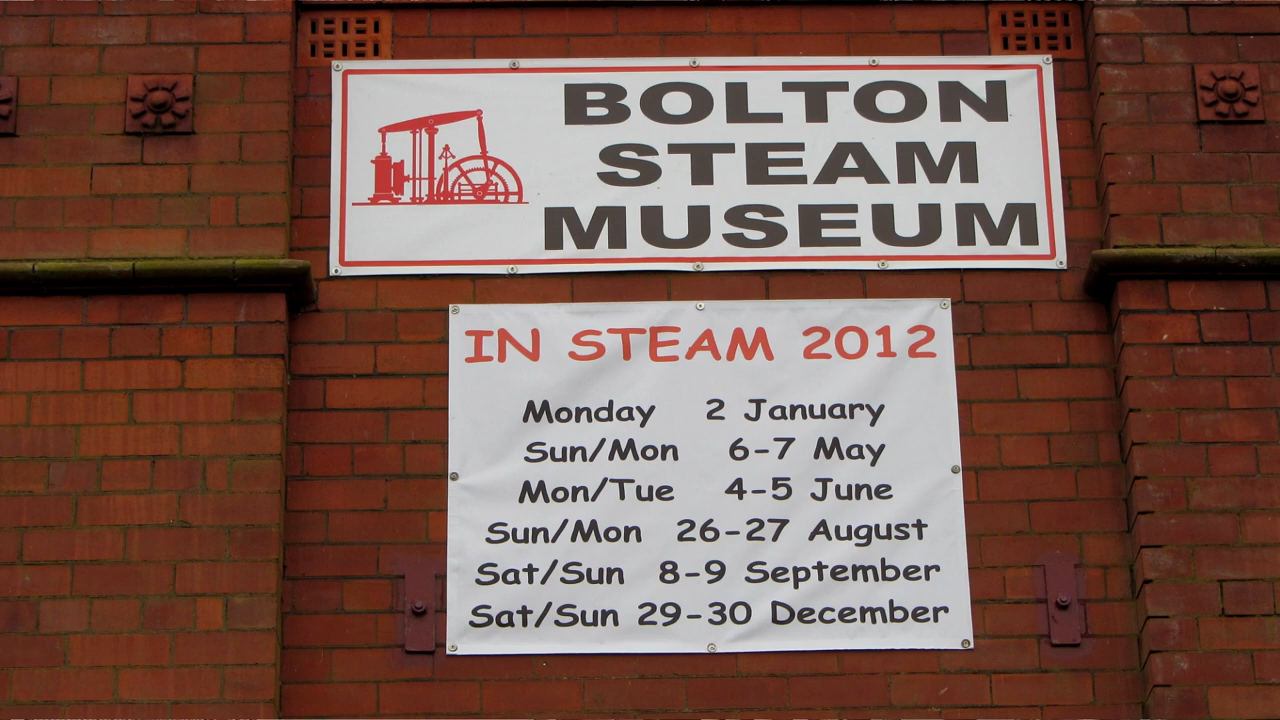 BOLTON
STEAM
MUSEUM
IN STEAM 2012
Monday 2 January
Sun/Mon 6-7 May
Mon/Tue 4-5 June
Sun/Mon 26-27 August
Sat/Sun 8-9 September
Sat/Sun 29-30 December